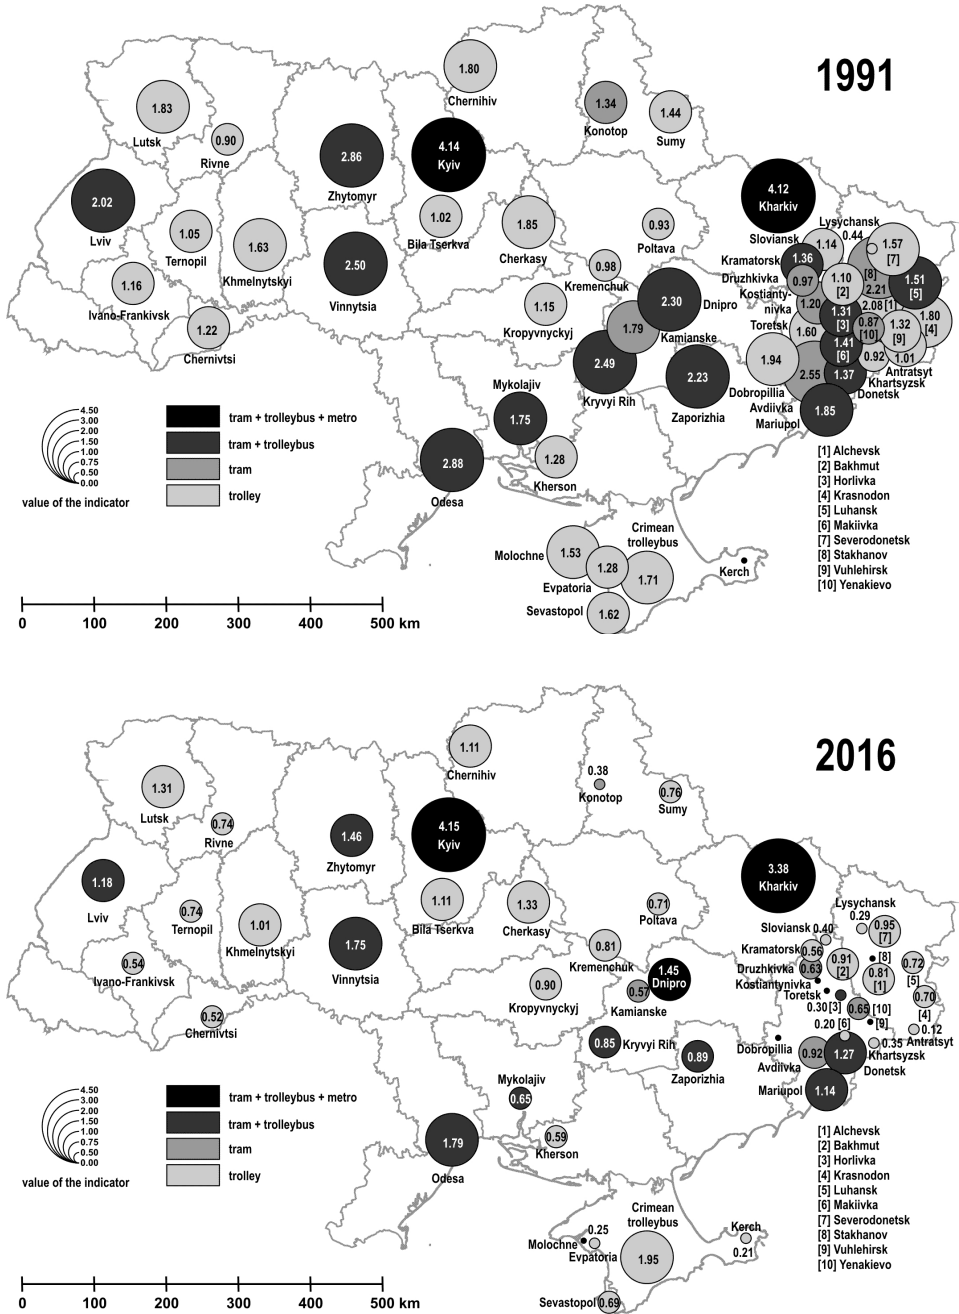 1991
1.80
Chernihiv
1.83
Lutsk
1.34
Konotop
1.44
Sumy
0.90
Rivne
2.86
Zhytomyr
4.14
Kyiv
4.12
Kharkiv
2.02
Lviv
1.05
Ternopil
1.63
Khmelnytskyi
2.50
Vinnytsia
1.02
Bila Tserkva
1.85
Cherkasy
0.93
Poltava
0.98
Kremenchuk
1.16
Ivano-Frankivsk
1.22
Chernivtsi
1.15
Kropyvnyckyj
2.30
Dnipro
1.79
Kamianske
2.49
Kryvyi Rih
2.23
Zaporizhia
Lysychansk
0.44
Sloviansk
1.14
1.57
[7]
Kramatorsk
1.36
Druzhkivka
0.97
1.10
[2]
[8]
2.21
1.51
[5]
Kostianty-
nivka
1.20
2.08 [1]
1.31
[3]
0.87
[10]
1.32
[9]
1.80
[4]
Toretsk
1.60
1.41
[6]
0.92
1.01
1.94
2.55
1.37
Antratsyt
Khartsyzsk
Donetsk
Dobropillia
Avdiivka
Mariupol
1.85
Mykolajiv
1.75
2.88
Odesa
1.28
Kherson
4.50
3.00
2.00
1.50
1.00
0.75
0.50
0.00
value of the indicator
tram + trolleybus + metro
tram + trolleybus
tram
trolley
[1] Alchevsk
[2] Bakhmut
[3] Horlivka
[4] Krasnodon
[5] Luhansk
[6] Makiivka
[7] Severodonetsk
[8] Stakhanov
[9] Vuhlehirsk
[10] Yenakievo
Crimean
trolleybus
Molochne
1.53
Evpatoria
1.28
1.71
Kerch
Sevastopol
1.62
0 100 200 300 400 500 km
2016
1.11
Chernihiv
1.31
Lutsk
0.38
Konotop
0.76
Sumy
0.74
Rivne
1.46
Zhytomyr
4.15
Kyiv
3.38
Kharkiv
1.18
Lviv
0.74
Ternopil
1.01
Khmelnytskyi
1.75
Vinnytsia
1.11
Bila Tserkva
1.33
Cherkasy
0.71
Poltava
0.81
Kremenchuk
0.54
Ivano-Frankivsk
0.52
Chernivtsi
0.90
Kropyvnyckyj
1.45
Dnipro
0.57
Kamianske
0.85
Kryvyi Rih
0.89
Zaporizhia
Lysychansk
0.29
Sloviansk 0.40
0.95
[7]
Kramatorsk
0.56
Druzhkivka
0.63
0.91
[2]
[8]
0.72
[5]
Kostiantynivka
0.81
[1]
Toretsk
0.30 [3]
0.65 [10]
0.70
[4]
0.20 [6]
[9]
0.12
Antratsyt
Dobropillia
0.35
Khartsyzsk
Avdiivka
0.92
1.27
Donetsk
Mariupol
1.14
Mykolajiv
0.65
1.79
Odesa
0.59
Kherson
4.50
3.00
2.00
1.50
1.00
0.75
0.50
0.00
value of the indicator
tram + trolleybus + metro
tram + trolleybus
tram
trolley
[1] Alchevsk
[2] Bakhmut
[3] Horlivka
[4] Krasnodon
[5] Luhansk
[6] Makiivka
[7] Severodonetsk
[8] Stakhanov
[9] Vuhlehirsk
[10] Yenakievo
Crimean
trolleybus
0.25
Molochne
Evpatoria
1.95
Kerch
0.21
Sevastopol
0.69
0 100 200 300 400 500 km